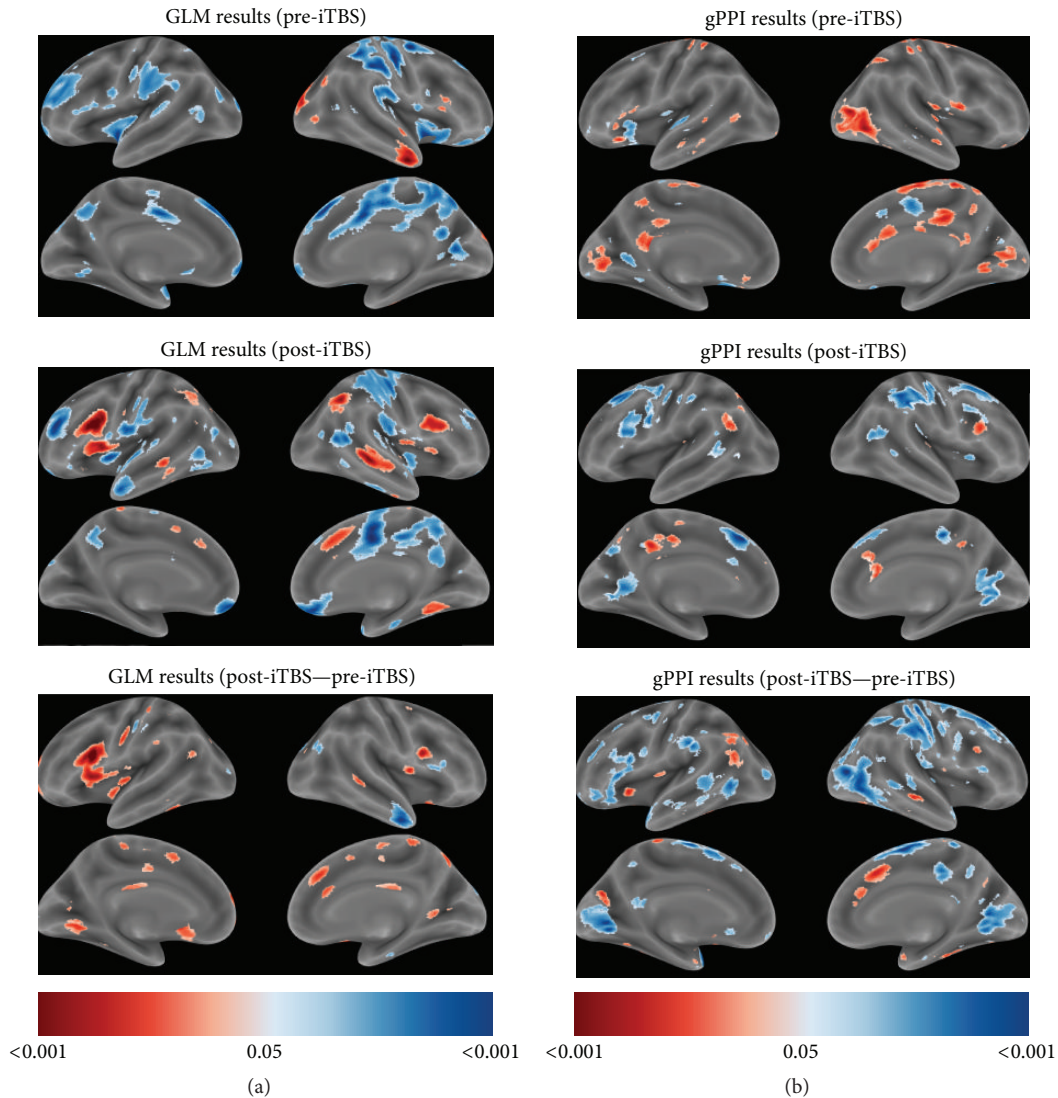 GLM results (pre-iTBS)
gPPI results (pre-iTBS)
GLM results (post-iTBS)
gPPI results (post-iTBS)
GLM results (post-iTBS—pre-iTBS)
gPPI results (post-iTBS—pre-iTBS)
<0.001 0.05 <0.001
<0.001 0.05 <0.001
(a)
(b)